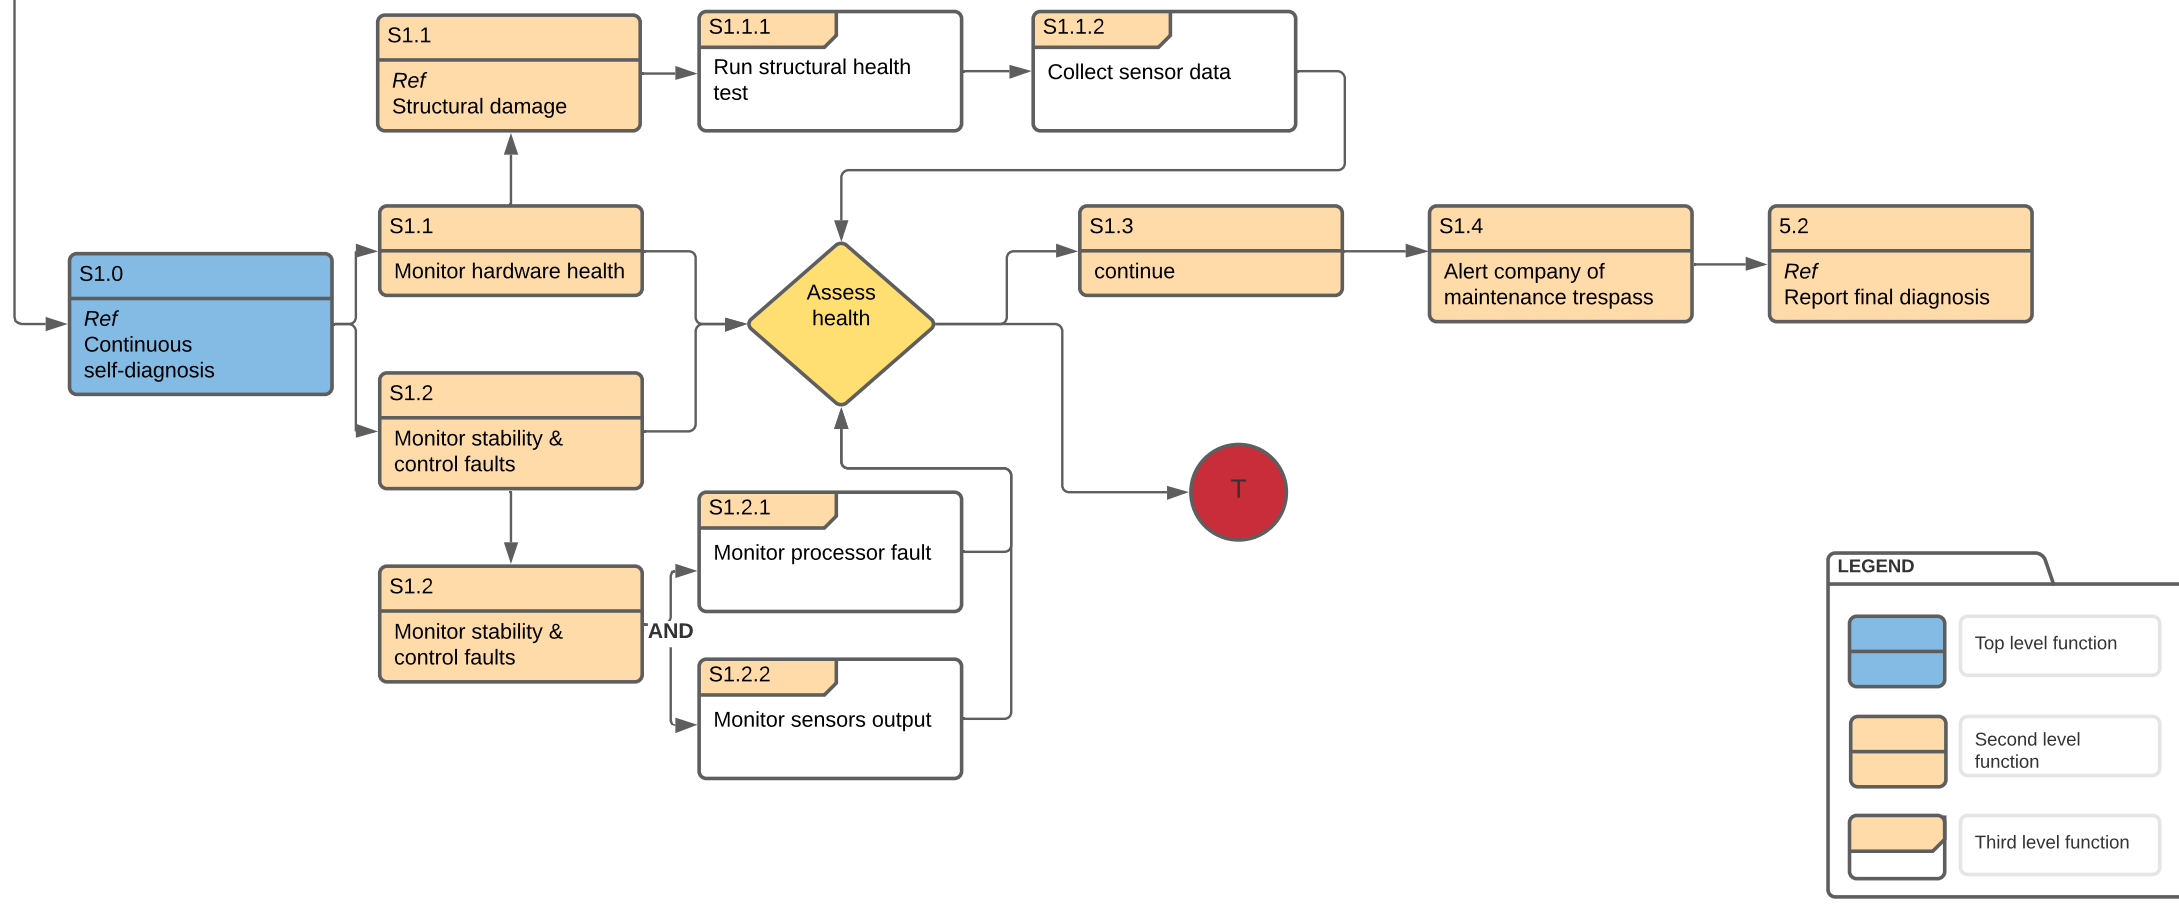 S1.1
Ref
Structural damage
S1.1.1
Run structural health
test
S1.1.2
Collect sensor data
S1.0
Ref
Continuous
self-diagnosis
S1.1
Monitor hardware health
S1.2
Monitor stability &
control faults
Assess
health
S1.3
continue
S1.4
Alert company of
maintenance trespass
5.2
Ref
Report final diagnosis
T
S1.2
Monitor stability &
control faults
AND
S1.2.1
Monitor processor fault
S1.2.2
Monitor sensors output
LEGEND
Top level function
Second level
function
Third level function